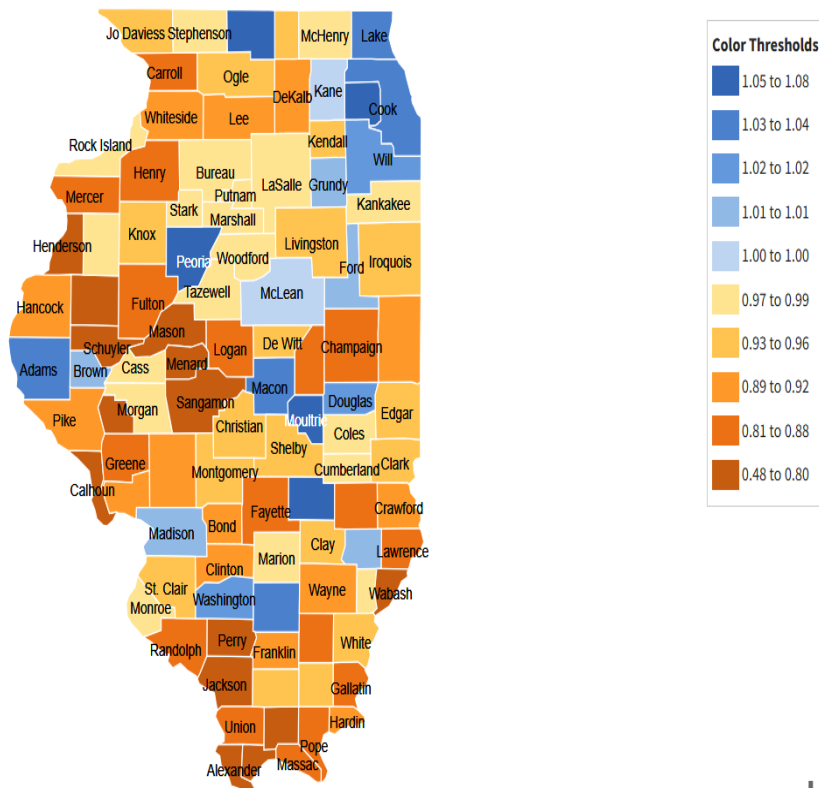 Jo Daviess
Stephenson
McHenry
Lake
Carroll
Ogle
DeKalb
Kane
Cook
Whiteside
Lee
Kendall
Will
Rock Island
Henry
Bureau
LaSalle
Grundy
Mercer
Putnam
Kankakee
Stark
Marshall
Knox
Henderson
Peoria
Woodford
Livingston
Ford
Iroquois
Tazewell
McLean
Hancock
Fulton
Mason
Schuyler
Logan
De Witt
Champaign
Adams
Brown
Cass
Menard
Macon
Douglas
Sangamon
Morgan
Pike
Moultrie
Edgar
Christian
Coles
Shelby
Greene
Montgomery
Cumberland
Clark
Calhoun
Fayette
Crawford
Madison
Bond
Clay
Lawrence
Marion
Clinton
St. Clair
Washington
Wayne
Wabash
Monroe
Perry
Randolph
Franklin
White
Jackson
Gallatin
Union
Hardin
Pope
Massac
Alexander
Color Thresholds
1.05 to 1.08
1.03 to 1.04
1.02 to 1.02
1.01 to 1.01
1.00 to 1.00
0.97 to 0.99
0.93 to 0.96
0.89 to 0.92
0.81 to 0.88
0.48 to 0.80